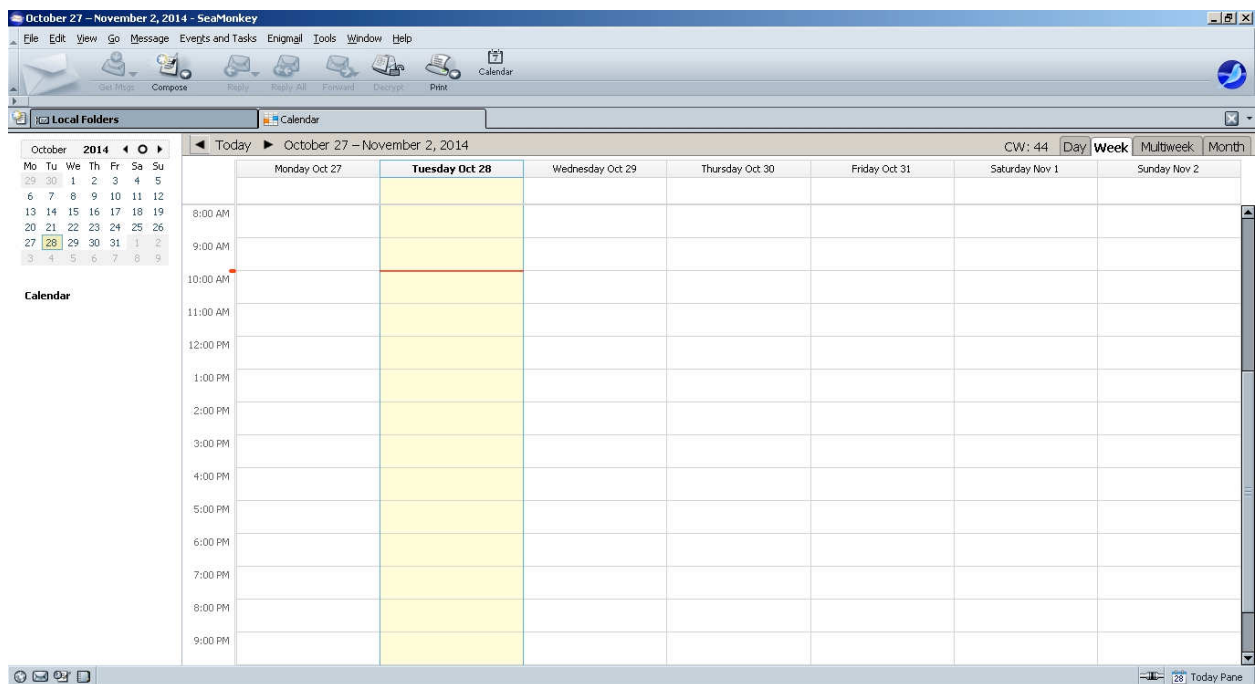 October 27 – November 2, 2014 - SeaMonkey
File Edit View Go Message Events and Tasks Enigmail Tools Window Help
Get Msgs Compose Reply Reply All Forward Decrypt Print 7 Calendar
Local Folders Calendar
October 2014
Today October 27 – November 2, 2014 CW: 44 Day Week Multiweek Month
Mo Tu We Th Fr Sa Su
29 30 1 2 3 4 5
6 7 8 9 10 11 12
13 14 15 16 17 18 19
20 21 22 23 24 25 26
27 28 29 30 31 1 2
3 4 5 6 7 8 9
Calendar
Monday Oct 27 Tuesday Oct 28 Wednesday Oct 29 Thursday Oct 30 Friday Oct 31 Saturday Nov 1 Sunday Nov 2
8:00 AM
9:00 AM
10:00 AM
11:00 AM
12:00 PM
1:00 PM
2:00 PM
3:00 PM
4:00 PM
5:00 PM
6:00 PM
7:00 PM
8:00 PM
9:00 PM
28 Today Pane